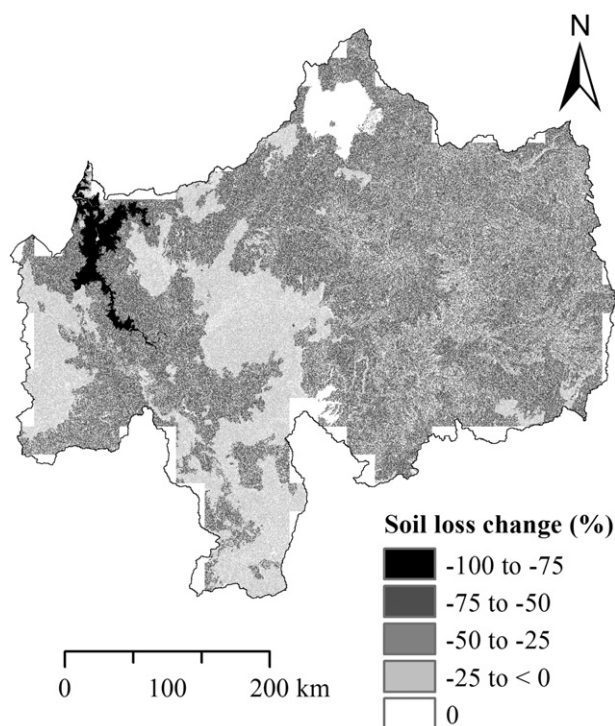 N
Soil loss change (%)
-100 to -75
-75 to -50
-50 to -25
-25 to < 0
0
0 100 200 km